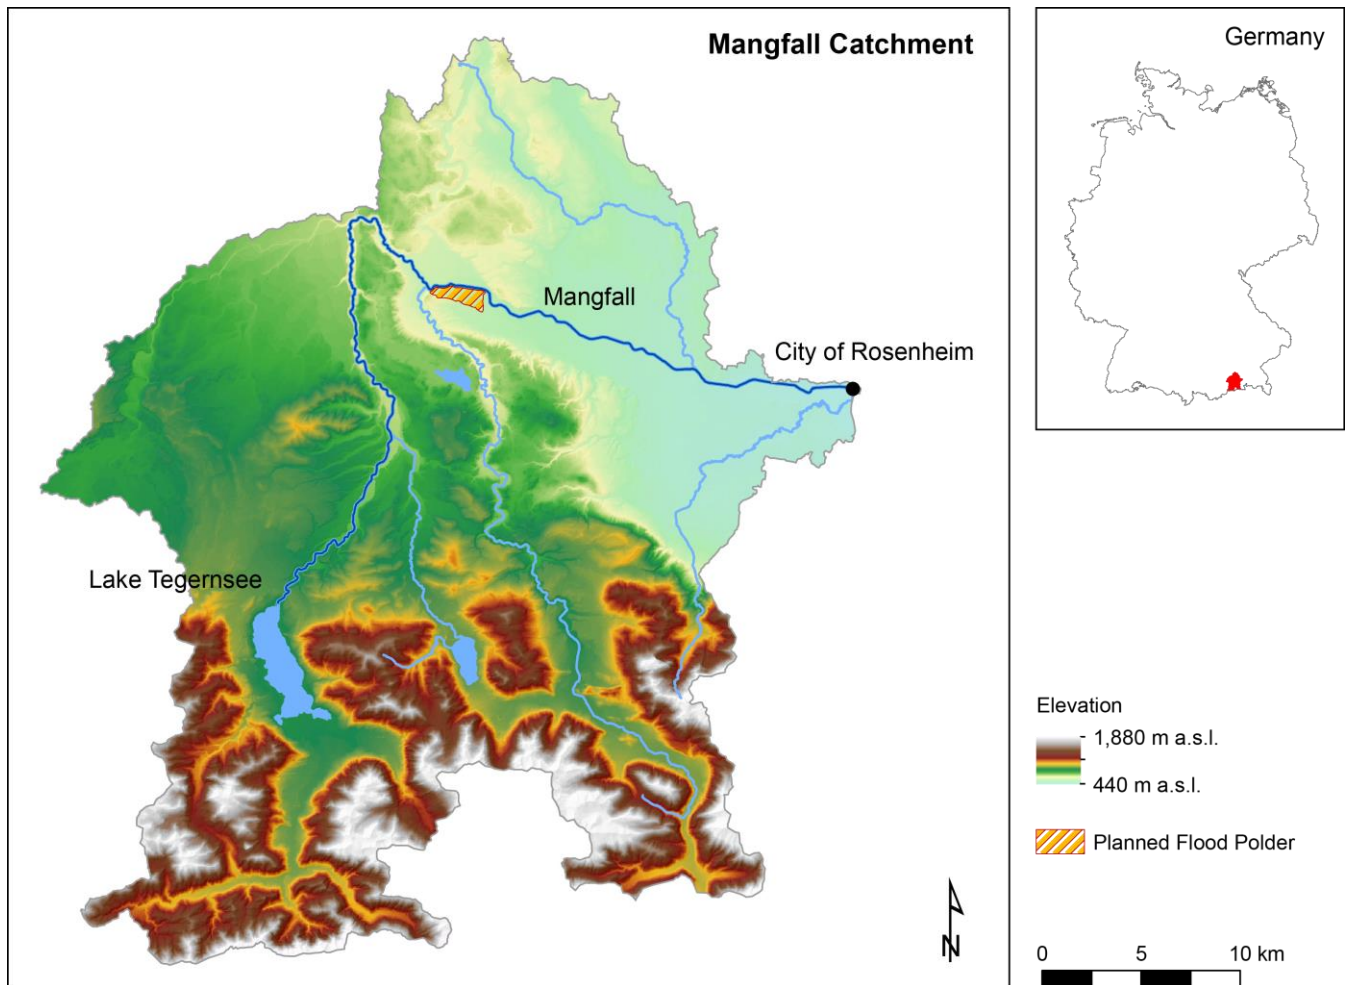 Mangfall Catchment
Germany
Mangfall
City of Rosenheim
Lake Tegernsee
N
Elevation
1,880 m a.s.l.
440 m a.s.l.
Planned Flood Polder
0 5 10 km